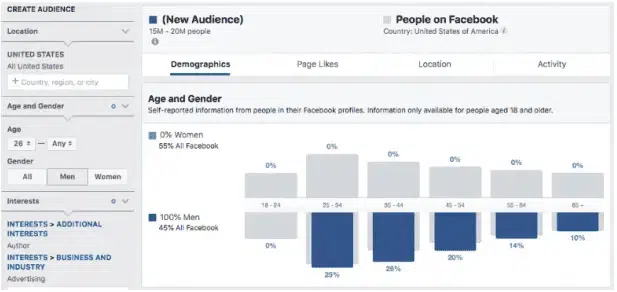 CREATE AUDIENCE
Location
UNITED STATES
All United States
+ Country, region, or city
Age and Gender 0
Age
26 — Any
Gender
All Men Women
Interests 0
INTERESTS > ADDITIONAL
INTERESTS
Author
INTERESTS > BUSINESS AND
INDUSTRY
Advertising
(New Audience)
15M - 20M people
People on Facebook
Country: United States of America
Demographics Page Likes Location Activity
Age and Gender
Self-reported information from people in their Facebook profiles. Information only available for people aged 18 and older.
0% Women
55% All Facebook
0% 0% 0% 0% 0% 0%
18 - 24 25 - 34 35 - 44 45 - 54 55 - 64 65 -
100% Men
45% All Facebook
0% 29% 28% 20% 14% 10%